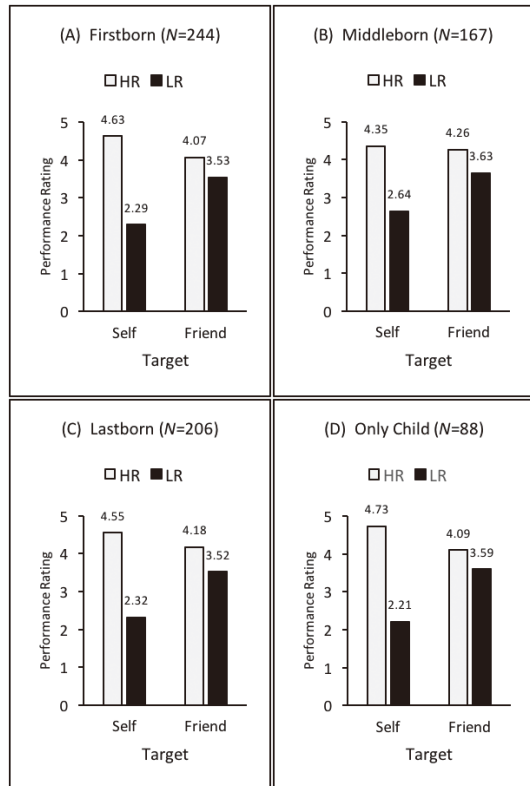 (A) Firstborn (N=244)
HR LR
Performance Rating
5
4
3
2
1
0
4.63
2.29
4.07
3.53
Self Friend
Target
(B) Middleborn (N=167)
HR LR
Performance Rating
5
4
3
2
1
0
4.35
2.64
4.26
3.63
Self Friend
Target
(C) Lastborn (N=206)
HR LR
Performance Rating
5
4
3
2
1
0
4.55
2.32
4.18
3.52
Self Friend
Target
(D) Only Child (N=88)
HR LR
Performance Rating
5
4
3
2
1
0
4.73
2.21
4.09
3.59
Self Friend
Target